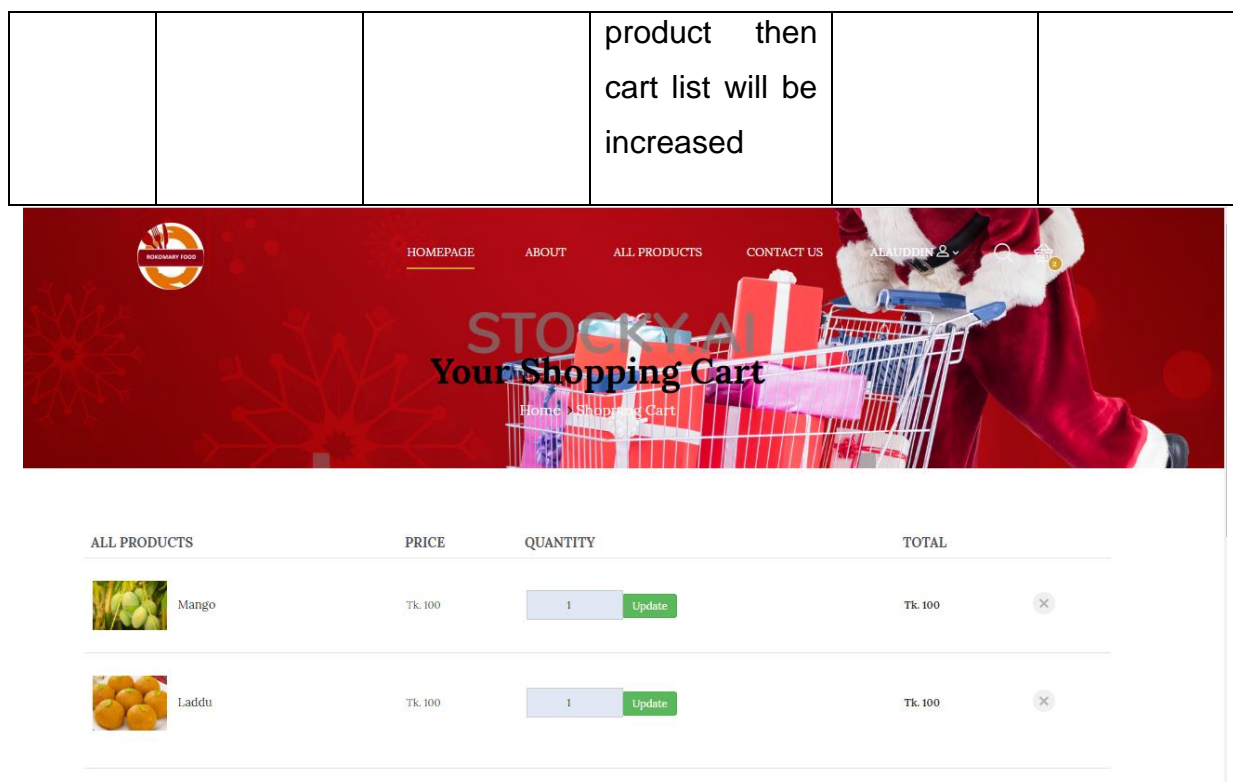 product then
cart list will be
increased
ROKOMARY FOOD
HOMEPAGE ABOUT ALL PRODUCTS CONTACT US ALAUDDIN 2
STOCKY.AI
Your Shopping Cart
Home > Shopping Cart
ALL PRODUCTS PRICE QUANTITY TOTAL
Mango Tk. 100 1 Update Tk. 100
Laddu Tk. 100 1 Update Tk. 100